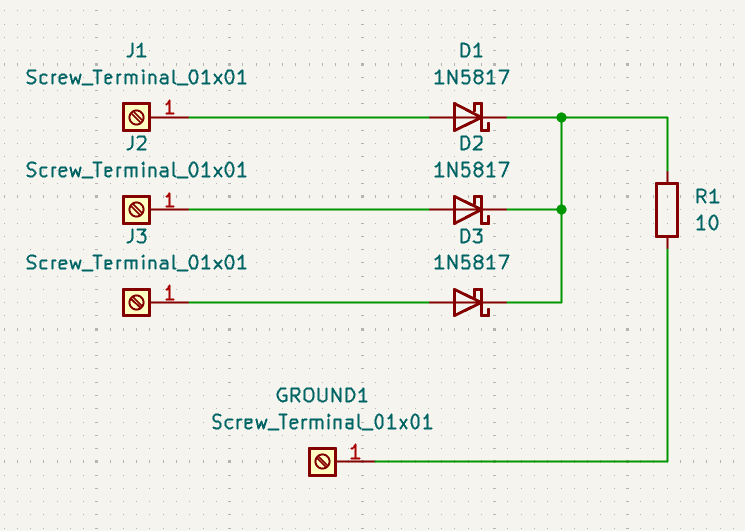 J1
Screw_Terminal_01x01
1
D1
1N5817
J2
Screw_Terminal_01x01
1
D2
1N5817
R1
10
J3
Screw_Terminal_01x01
1
D3
1N5817
GROUND1
Screw_Terminal_01x01
1